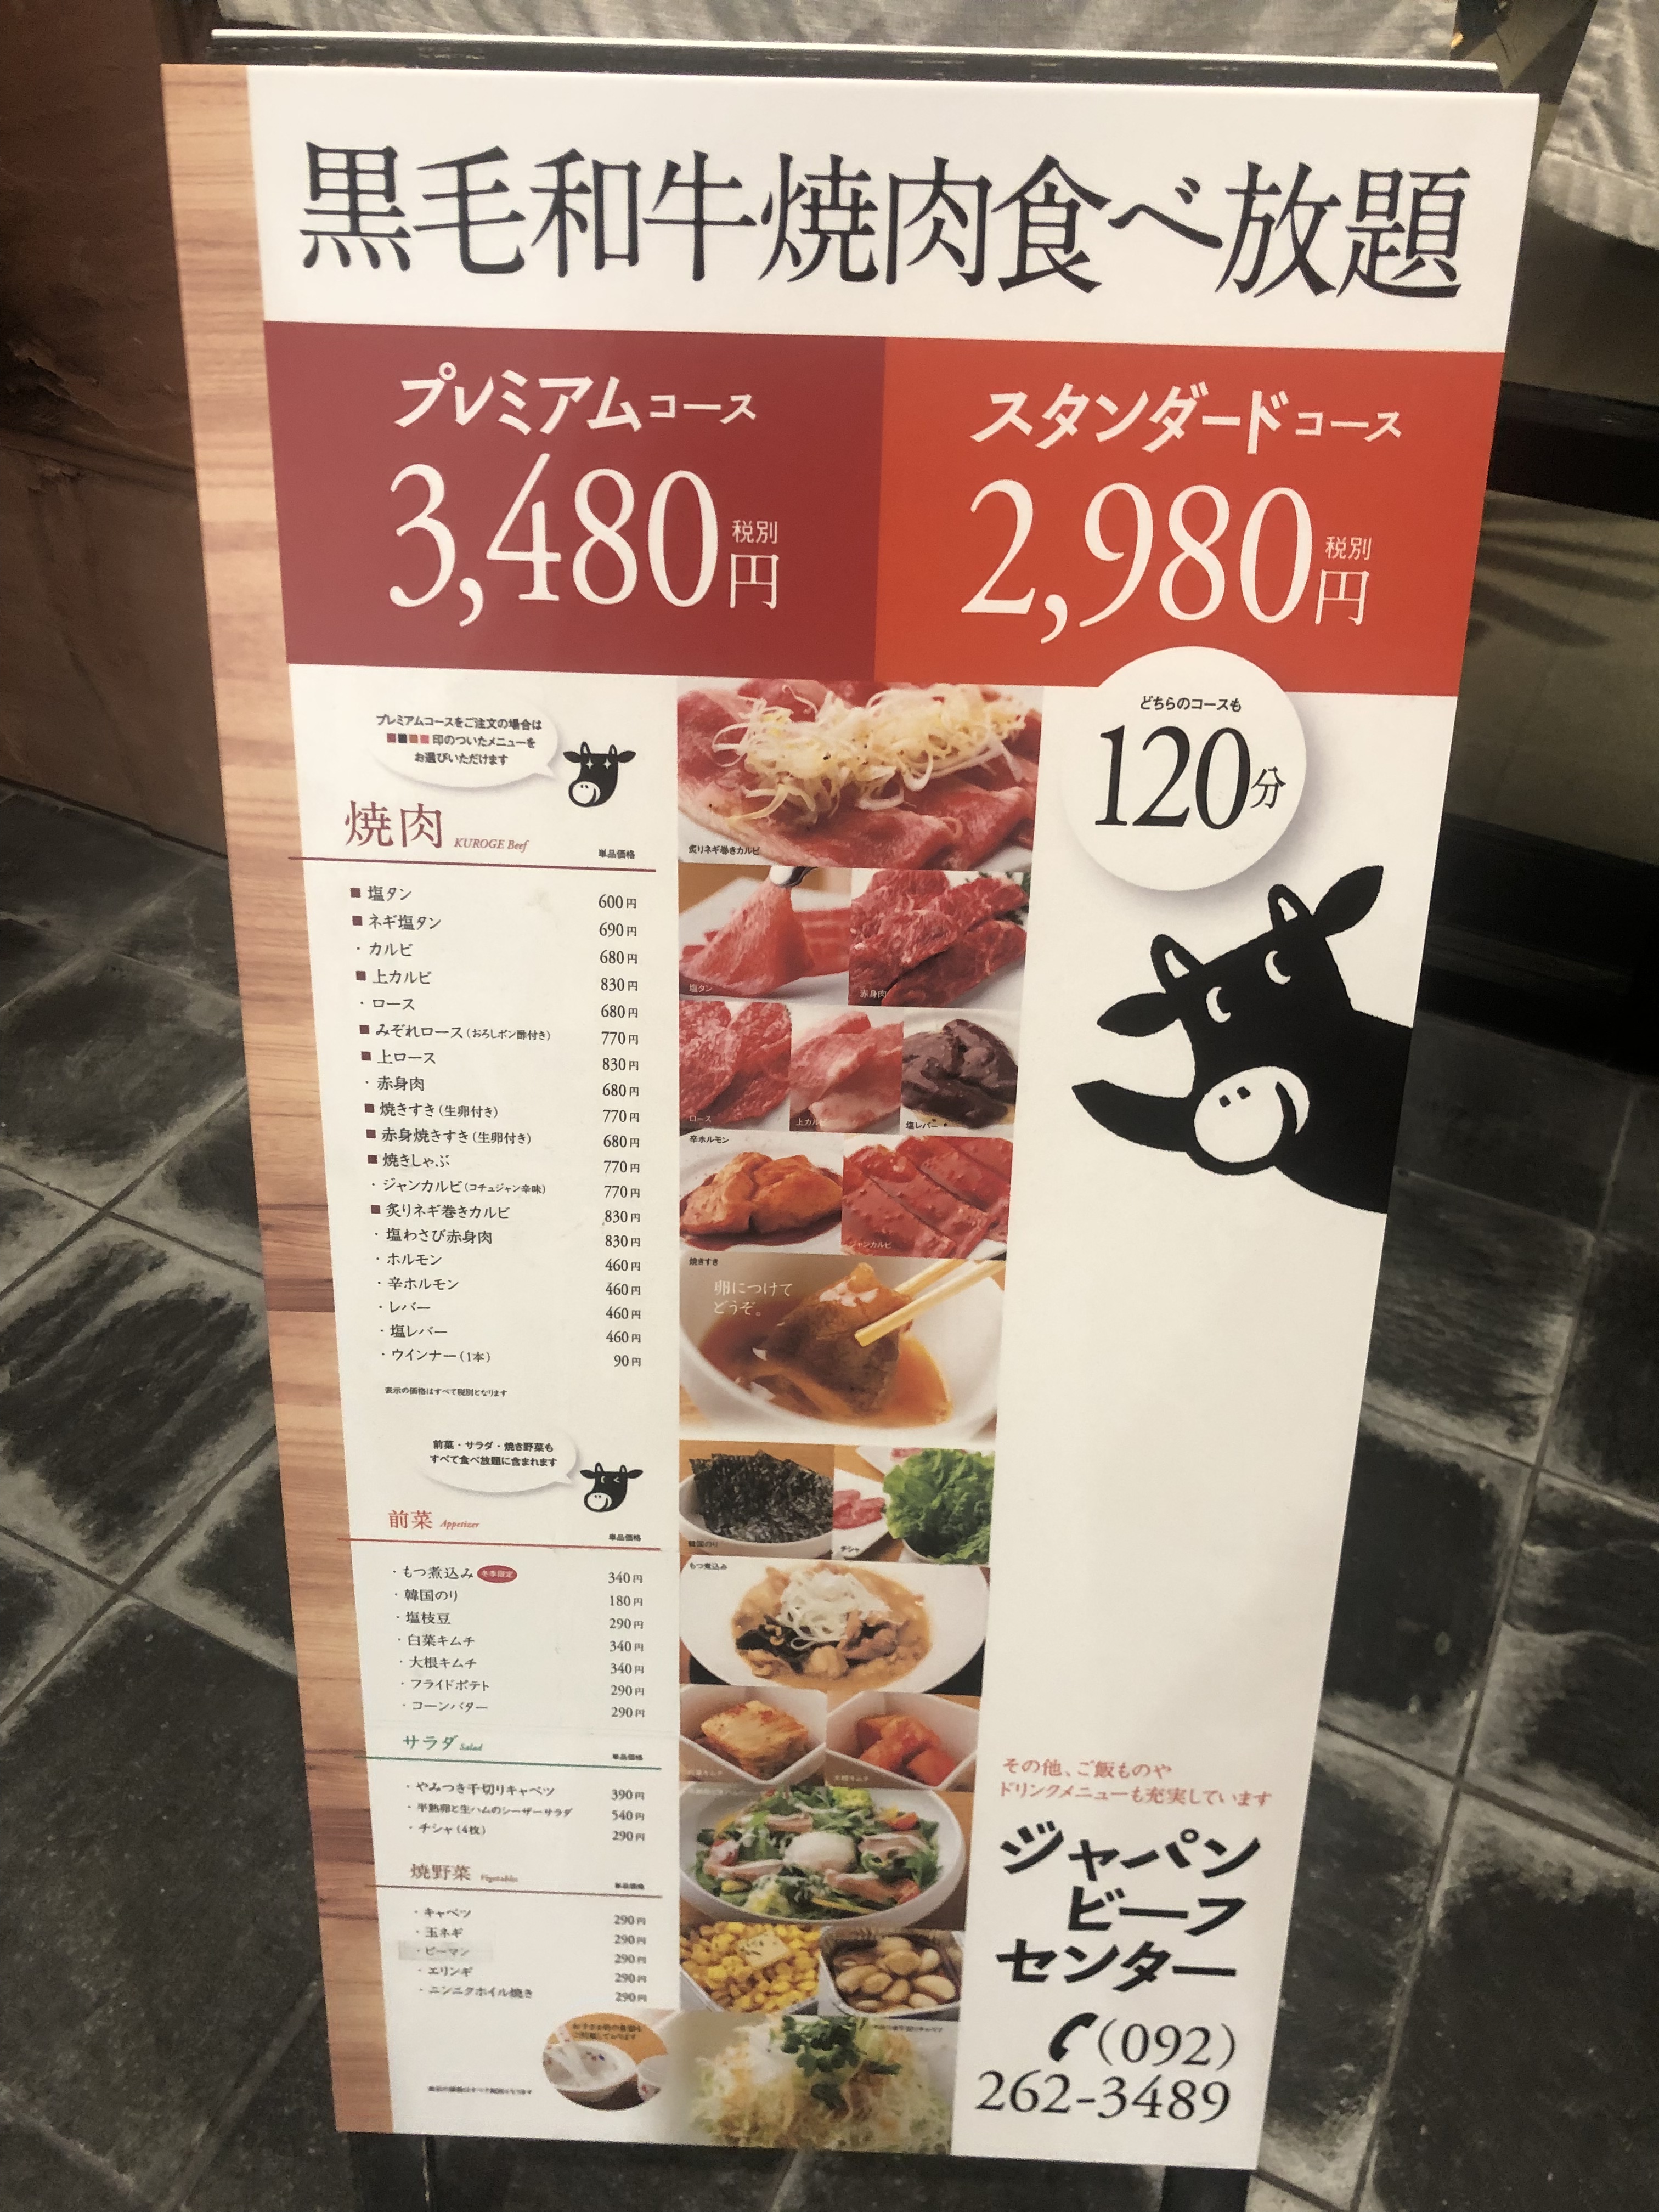 黒毛和牛焼肉食べ放題
プレミアムコース
3,480円 税別
スタンダードコース
2,980円 税別
どちらのコースも
120分
プレミアムコースをご注文の場合は
■■■■印のついたメニューを
お選びいただけます
焼肉 KUROGE Beef 単品価格
■ 塩タン 600円
■ ネギ塩タン 690円
・カルビ 680円
■ 上カルビ 830円
・ロース 680円
■ みぞれロース(おろしポン酢付き) 770円
■ 上ロース 830円
・赤身肉 680円
■ 焼きすき(生卵付き) 770円
■ 赤身焼きすき(生卵付き) 680円
■ 焼きしゃぶ 770円
・ジャンカルビ(コチュジャン辛味) 770円
■ 炙りネギ巻きカルビ 830円
・塩わさび赤身肉 830円
・ホルモン 460円
・辛ホルモン 460円
・レバー 460円
・塩レバー 460円
・ウインナー(1本) 90円
表示の価格はすべて税別となります
前菜・サラダ・焼き野菜も
すべて食べ放題に含まれます
前菜 Appetizer 単品価格
・もつ煮込み 冬季限定 340円
・韓国のり 180円
・塩枝豆 290円
・白菜キムチ 340円
・大根キムチ 340円
・フライドポテト 290円
・コーンバター 290円
サラダ Salad 単品価格
・やみつき千切りキャベツ 390円
・半熟卵と生ハムのシーザーサラダ 540円
・チシャ(4枚) 290円
焼野菜 Vegetables 単品価格
・キャベツ 290円
・玉ネギ 290円
・ピーマン 290円
・エリンギ 290円
・ニンニクホイル焼き 290円
表示の価格はすべて税別となります
炙りネギ巻きカルビ
塩タン
赤身肉
ロース
上カルビ
塩レバー
辛ホルモン
ジャンカルビ
焼きすき
卵につけて
どうぞ。
韓国のり
チシャ
もつ煮込み
白菜キムチ
大根キムチ
その他、ご飯ものや
ドリンクメニューも充実しています
ジャパン
ビーフ
センター
(092)
262-3489